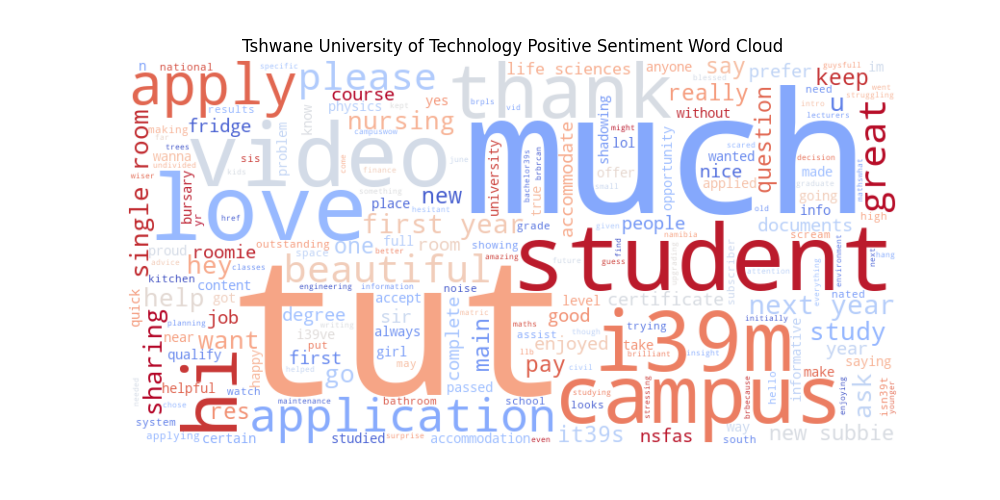 Tshwane University of Technology Positive Sentiment Word Cloud
n national apply please thank life sciences anyone say prefer keep im guysfull went
specific blessed need struggling
results course physics yes know nursing really without u intro lecturers
making fridge video problem campuswow kept brpls vid shadowing lol might question great
far trees wanna sis wanted scared decision
undivided kids come finance june university bachelor39s brbrcan true accommodate offer opportunity nice made graduate mathswhat
wiser bursary yr love something much applied going
single room href place new hesitant small old info high
first year grade given people namibia documents
proud roomie outstanding one full room showing student scream
space better amazing find guess next hang
advice hey classes beautiful future upgrading subscriber attention everything environment
kitchen content engineering information noise level nated
quick help got degree accept matric certificate next year
sharing planning job i39ve sir writing maths good trying initially
near want put always complete main assist though i39m study
qualify first girl enjoyed take brilliant insight informative year
system hi happy go may passed llb civil pay saying
needed those helpful watch helped tut studying make hello isn39t younger
res maintenance bathroom school looks campus stressing brbecause enjoying ask
application way
applying certain studied surprise accommodation even it39s nsfas south new subbie